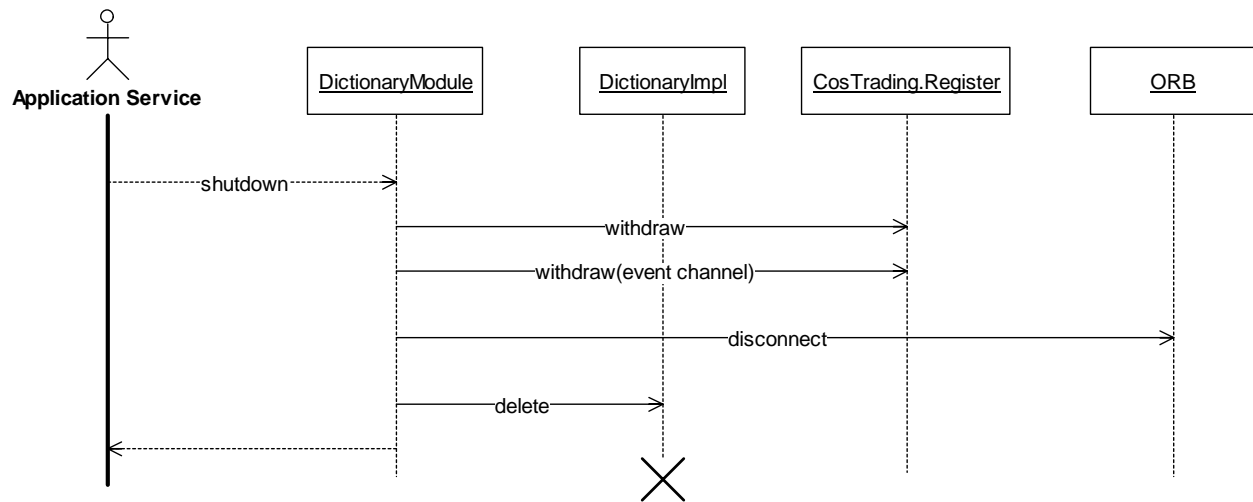 Application Service
DictionaryModule
DictionaryImpl
CosTrading.Register
ORB
shutdown
withdraw
withdraw(event channel)
disconnect
delete